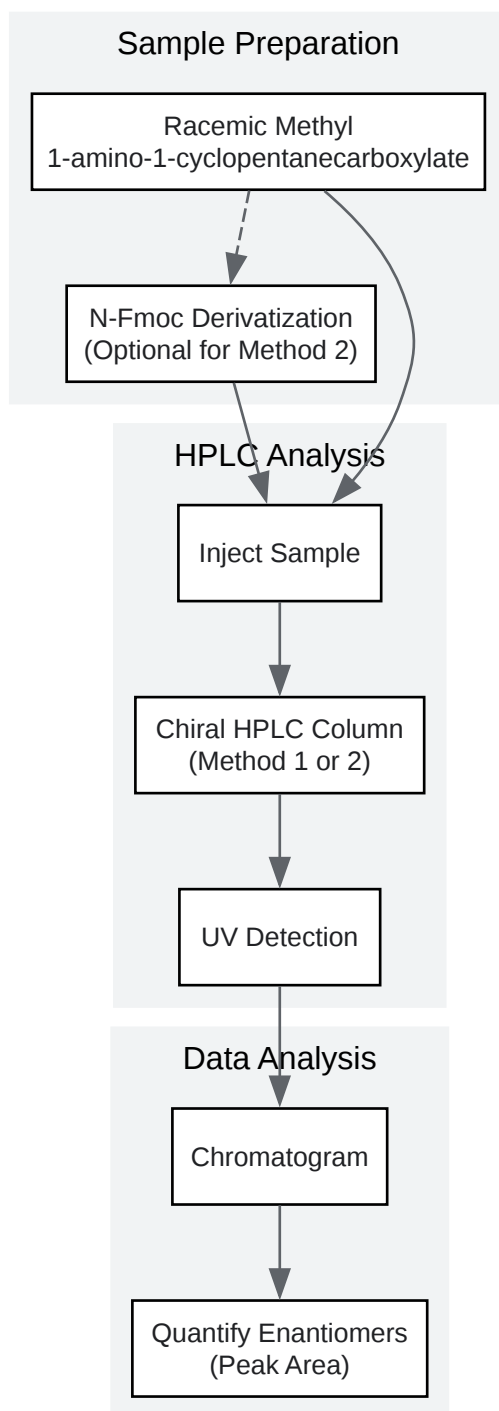 Sample Preparation
Racemic Methyl
1-amino-1-cyclopentanecarboxylate
N-Fmoc Derivatization
(Optional for Method 2)
HPLC Analysis
Inject Sample
Chiral HPLC Column
(Method 1 or 2)
UV Detection
Data Analysis
Chromatogram
Quantify Enantiomers
(Peak Area)